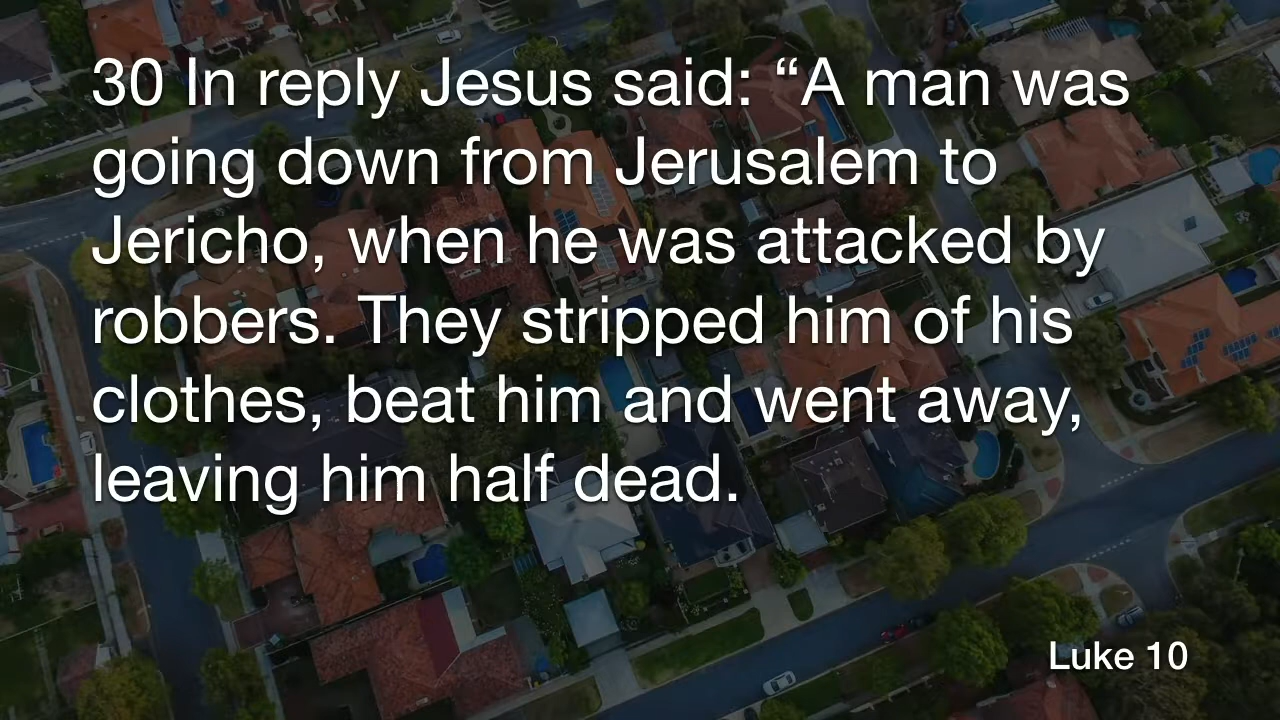 30 In reply Jesus said: “A man was
going down from Jerusalem to
Jericho, when he was attacked by
robbers. They stripped him of his
clothes, beat him and went away,
leaving him half dead.
Luke 10